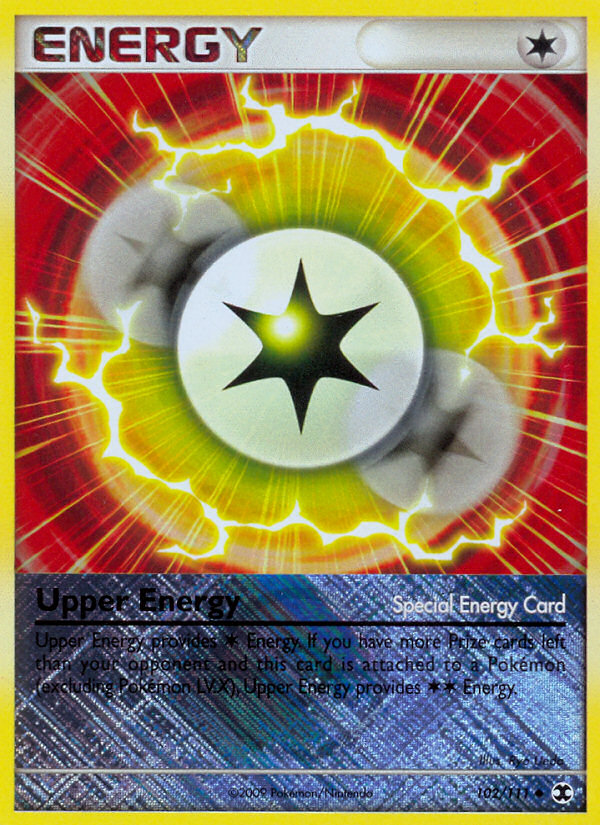 ENERGY
Upper Energy Special Energy Card
Upper Energy provides Energy. If you have more Prize cards left
than your opponent and this card is attached to a Pokémon
(excluding Pokémon LV.X), Upper Energy provides Energy.
Illus. Ryo Ueda
©2009 Pokémon/Nintendo 102/111